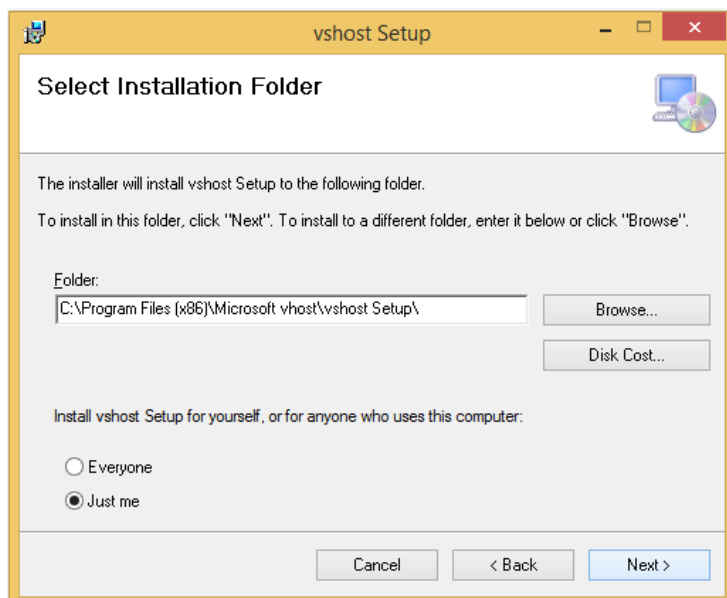 vshost Setup
Select Installation Folder
The installer will install vshost Setup to the following folder.
To install in this folder, click "Next". To install to a different folder, enter it below or click "Browse".
Folder:
C:\Program Files (x86)\Microsoft vhost\vshost Setup\
Browse...
Disk Cost...
Install vshost Setup for yourself, or for anyone who uses this computer:
Everyone
Just me
Cancel
< Back
Next >